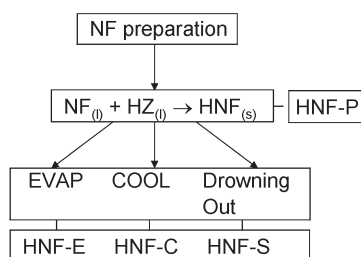 NF preparation
NF(l) + HZ(l) → HNF(s)
HNF-P
EVAP COOL Drowning
Out
HNF-E HNF-C HNF-S